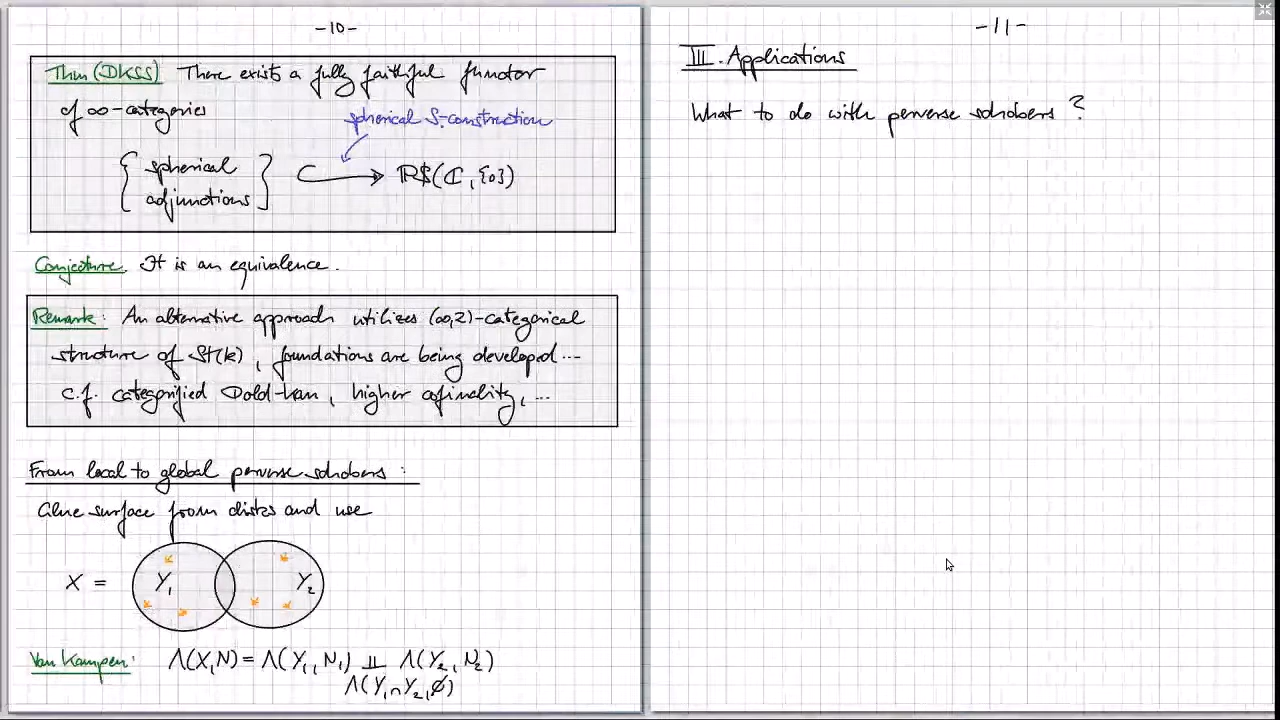 -10-
Thm (DKSS) There exists a fully faithful functor
of ∞-categories
spherical S.-construction
{ spherical adjunctions } ⊂→ PS(ℂ, {0})
Conjecture. It is an equivalence.
Remark: An alternative approach utilizes (∞,2)-categorical
structure of St(k), foundations are being developed...
c.f. categorified Dold-Kan, higher cofinality, ...
From local to global perverse schobers:
Glue surface from disks and use
X = Y₁ Y₂
Van Kampen: Λ(X,N) = Λ(Y₁, N₁) ⨿ Λ(Y₂, N₂)
Λ(Y₁∩Y₂, ∅)
-11-
III. Applications
What to do with perverse schobers?